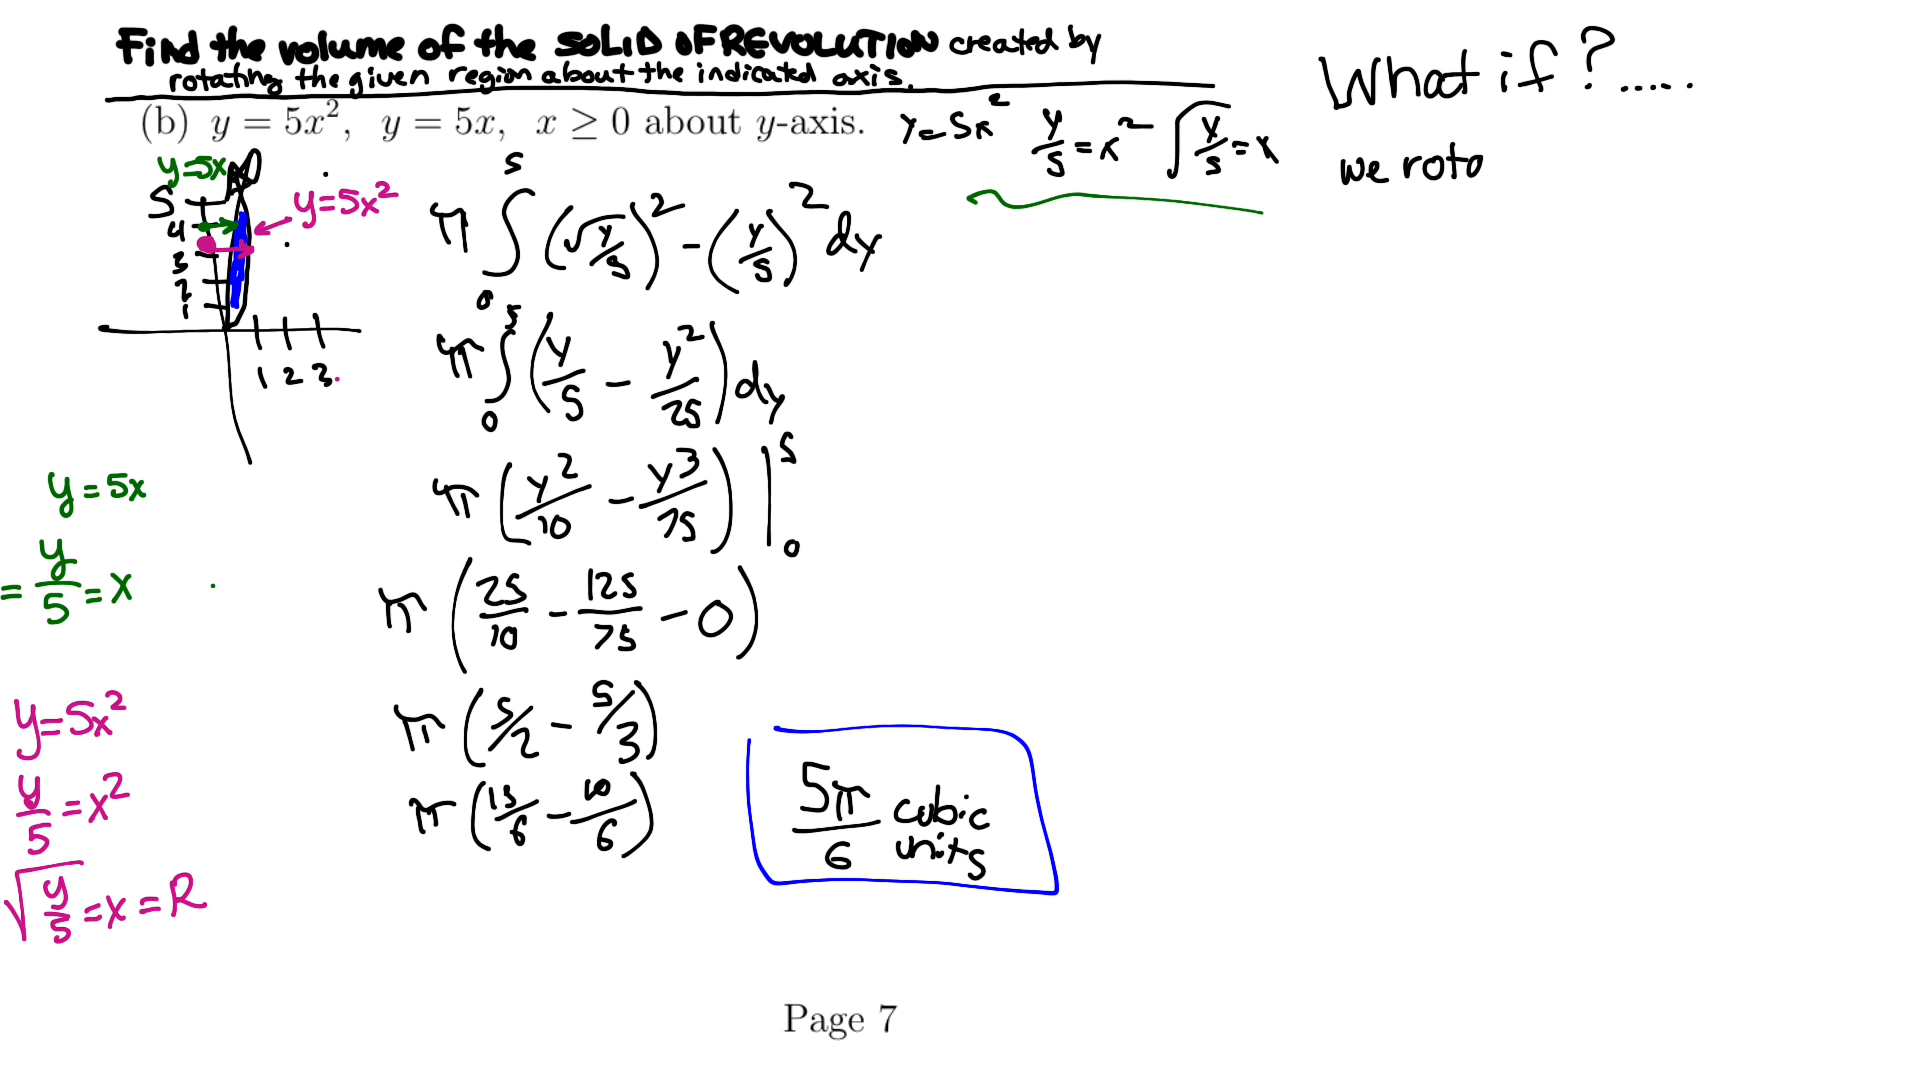 Find the volume of the SOLID OF REVOLUTION created by
rotating the given region about the indicated axis.
(b) y = 5x², y = 5x, x ≥ 0 about y-axis.
y=5x² y/5=x² √(y/5)=x
What if?.....
we rota
y=5x
y=5x²
5
4
3
2
1
1 2 3
π ∫₀⁵ (√(y/5))² - (y/5)² dy
π ∫₀⁵ (y/5 - y²/25) dy
π (y²/10 - y³/75) |₀⁵
π (25/10 - 125/75 - 0)
π (5/2 - 5/3)
π (15/6 - 10/6)
5π/6 cubic units
y=5x
= y/5 = x
y=5x²
y/5 = x²
√(y/5) = x = R
Page 7